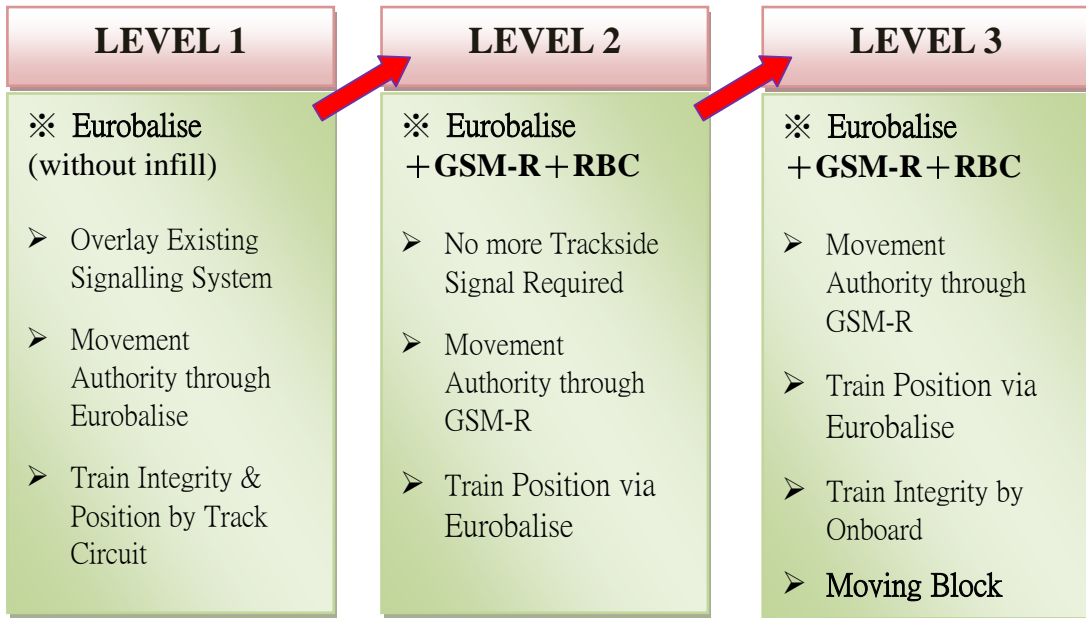 LEVEL 1
※ Eurobalise
(without infill)
➢ Overlay Existing
Signalling System
➢ Movement
Authority through
Eurobalise
➢ Train Integrity &
Position by Track
Circuit
LEVEL 2
※ Eurobalise
+GSM-R+RBC
➢ No more Trackside
Signal Required
➢ Movement
Authority through
GSM-R
➢ Train Position via
Eurobalise
LEVEL 3
※ Eurobalise
+GSM-R+RBC
➢ Movement
Authority through
GSM-R
➢ Train Position via
Eurobalise
➢ Train Integrity by
Onboard
➢ Moving Block